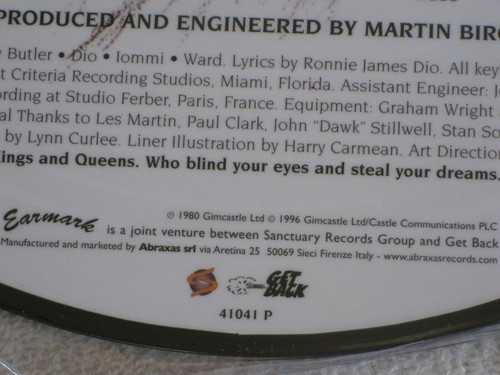 PRODUCED AND ENGINEERED BY MARTIN BIRC
Butler • Dio • Iommi • Ward. Lyrics by Ronnie James Dio. All key
Criteria Recording Studios, Miami, Florida. Assistant Engineer: J
ording at Studio Ferber, Paris, France. Equipment: Graham Wright
al Thanks to Les Martin, Paul Clark, John "Dawk" Stillwell, Stan So
by Lynn Curlee. Liner Illustration by Harry Carmean. Art Direction
ings and Queens. Who blind your eyes and steal your dreams.
℗ 1980 Gimcastle Ltd © 1996 Gimcastle Ltd/Castle Communications PLC
Earmark is a joint venture between Sanctuary Records Group and Get Back
Manufactured and marketed by Abraxas srl via Aretina 25 50069 Sieci Firenze Italy - www.abraxasrecords.com
GET BACK
41041 P